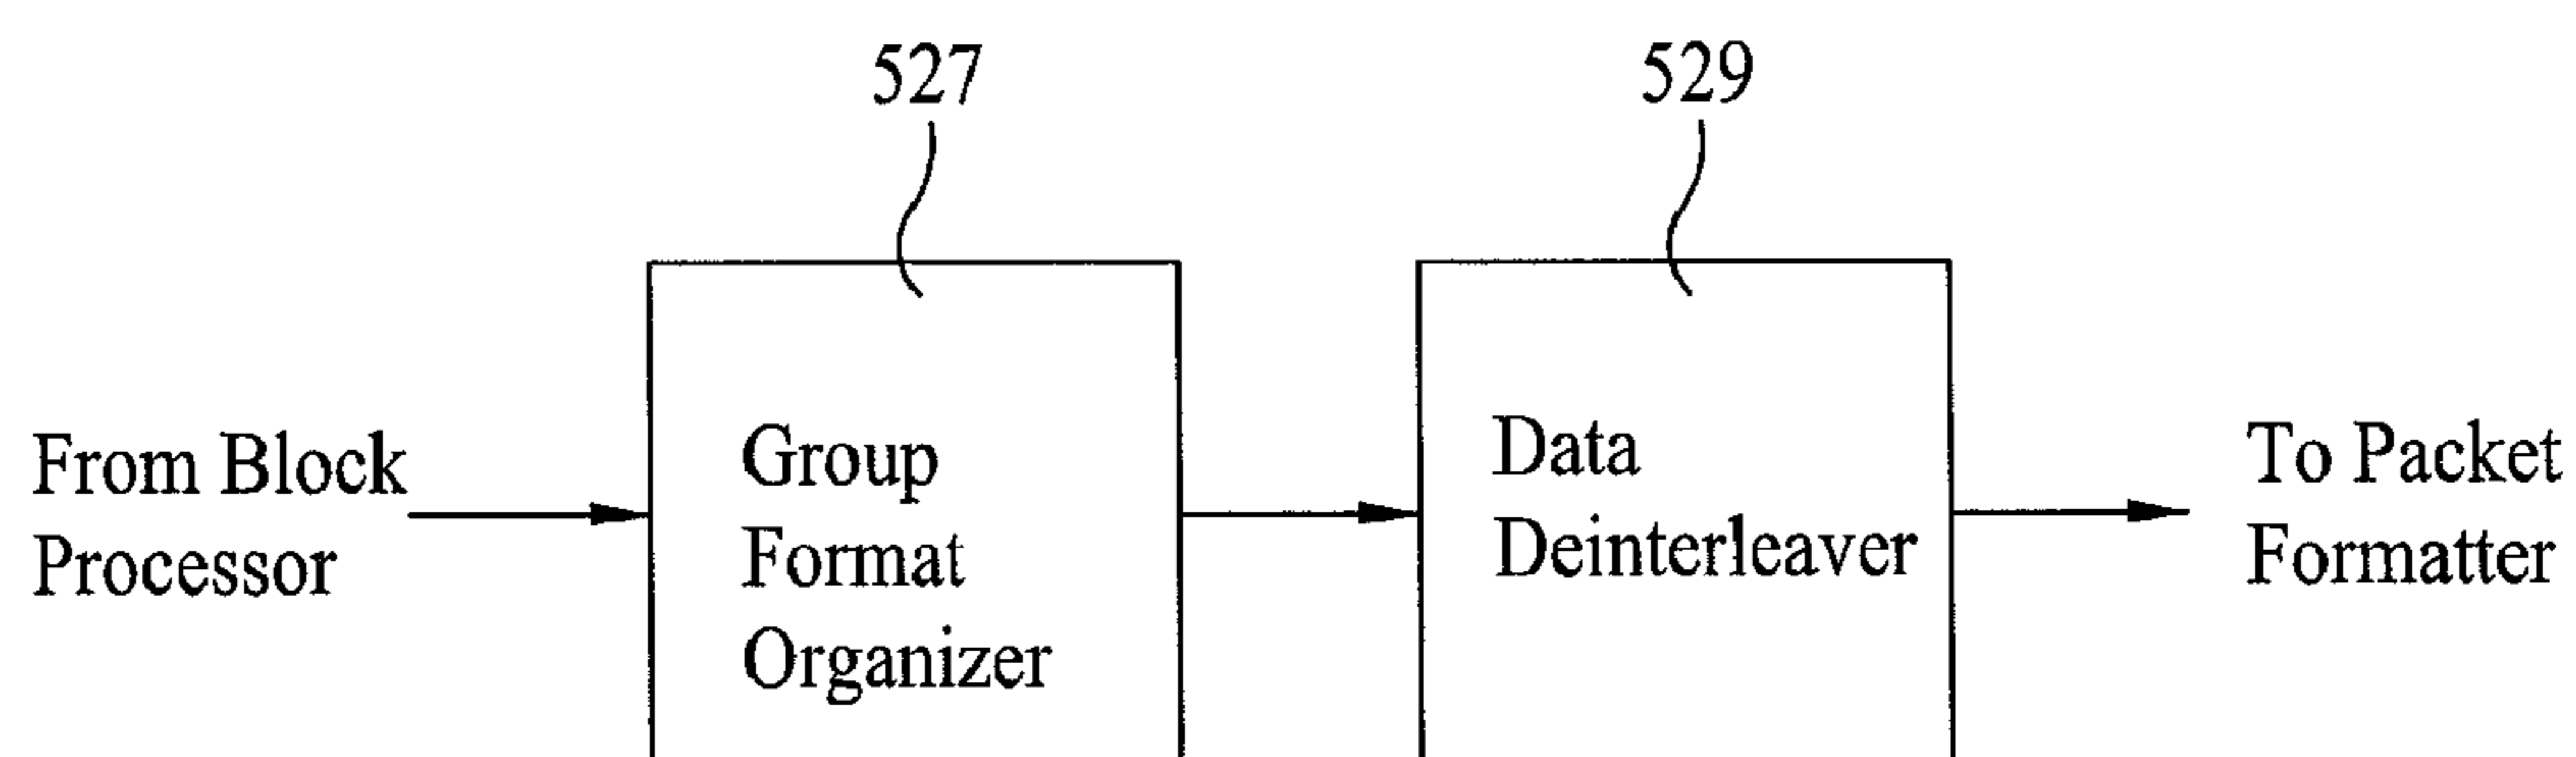 527
529
From Block
Processor
Group
Format
Organizer
Data
Deinterleaver
To Packet
Formatter